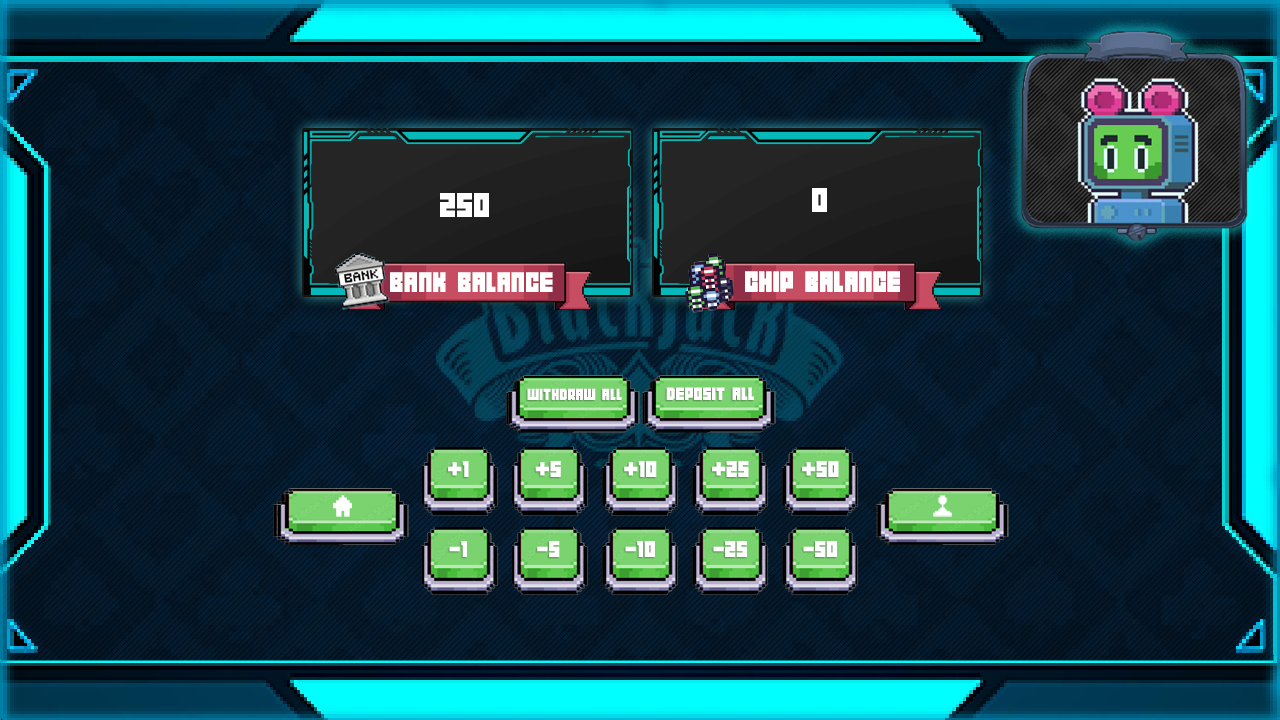 250
0
BANK
BANK BALANCE
CHIP BALANCE
BlackJack
WITHDRAW ALL
DEPOSIT ALL
+1
+5
+10
+25
+50
-1
-5
-10
-25
-50